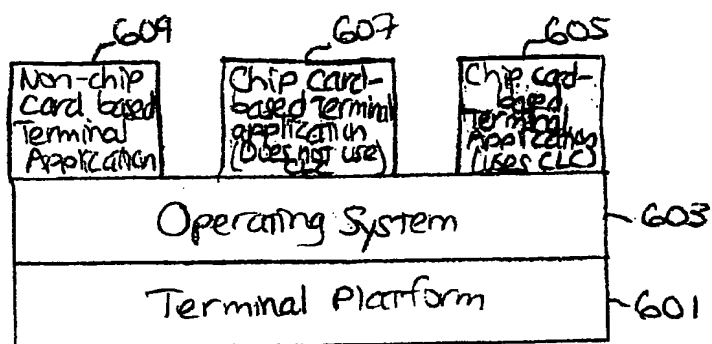 609
607
605
Non-chip
Card based
Terminal
Application
Chip card-
based Terminal
application
(Does not use)
CLC
Chip card-
based
Terminal
Application
(uses CLC)
Operating System
603
Terminal Platform
601